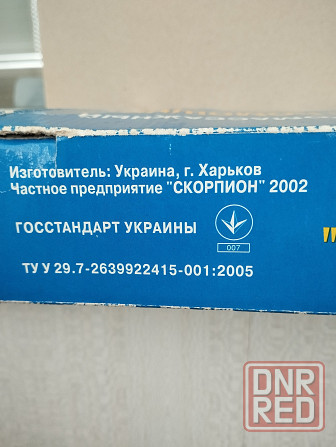 Изготовитель: Украина, г. Харьков
Частное предприятие "СКОРПИОН" 2002
ГОССТАНДАРТ УКРАИНЫ
007
ТУ У 29.7-2639922415-001:2005
"
DNR
RED